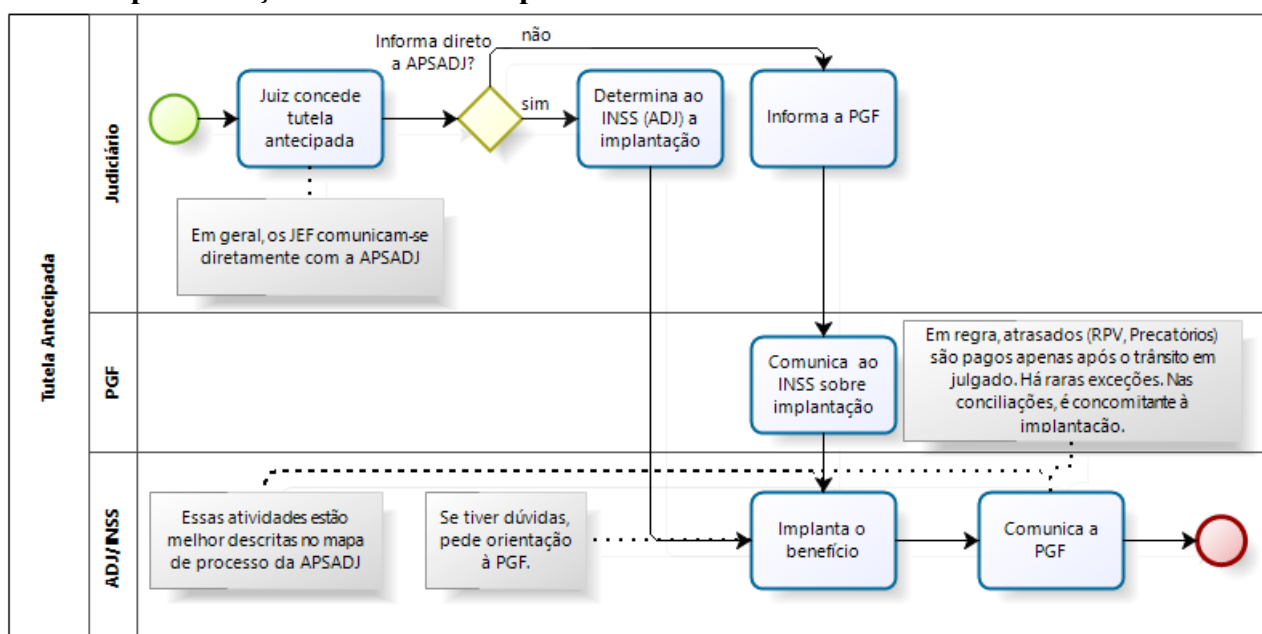 Tutela Antecipada
Judiciário
Informa direto
a APSADJ?
não
sim
Juiz concede
tutela
antecipada
Determina ao
INSS (ADJ) a
implantação
Informa a PGF
Em geral, os JEF comunicam-se
diretamente com a APSADJ
PGF
Comunica ao
INSS sobre
implantação
Em regra, atrasados (RPV, Precatórios)
são pagos apenas após o trânsito em
julgado. Há raras exceções. Nas
conciliações, é concomitante à
implantação.
ADJ/INSS
Essas atividades estão
melhor descritas no mapa
de processo da APSADJ
Se tiver dúvidas,
pede orientação
à PGF.
Implanta o
benefício
Comunica a
PGF